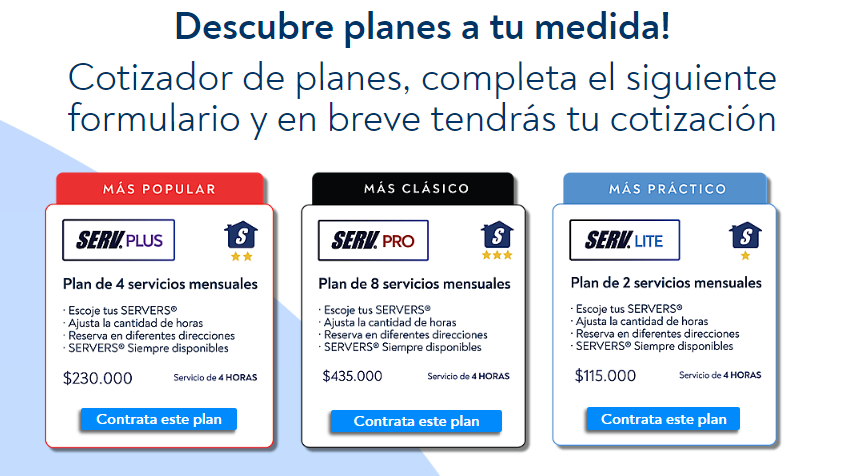 Descubre planes a tu medida!
Cotizador de planes, completa el siguiente
formulario y en breve tendrás tu cotización
MÁS POPULAR
SERV. PLUS
S
Plan de 4 servicios mensuales
· Escoje tus SERVERS®
· Ajusta la cantidad de horas
· Reserva en diferentes direcciones
· SERVERS® Siempre disponibles
$230.000 Servicio de 4 HORAS
Contrata este plan
MÁS CLÁSICO
SERV. PRO
S
Plan de 8 servicios mensuales
· Escoje tus SERVERS®
· Ajusta la cantidad de horas
· Reserva en diferentes direcciones
· SERVERS® Siempre disponibles
$435.000 Servicio de 4 HORAS
Contrata este plan
MÁS PRÁCTICO
SERV. LITE
S
Plan de 2 servicios mensuales
· Escoje tus SERVERS®
· Ajusta la cantidad de horas
· Reserva en diferentes direcciones
· SERVERS® Siempre disponibles
$115.000 Servicio de 4 HORAS
Contrata este plan